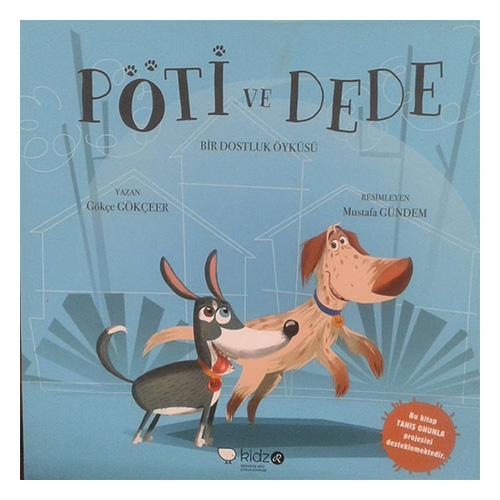 PÖTİ VE DEDE
BİR DOSTLUK ÖYKÜSÜ
YAZAN
Gökçe GÖKÇEER
RESİMLEYEN
Mustafa GÜNDEM
Bu kitap
TANIŞ ONUNLA
projesini
desteklemektedir.
kidz